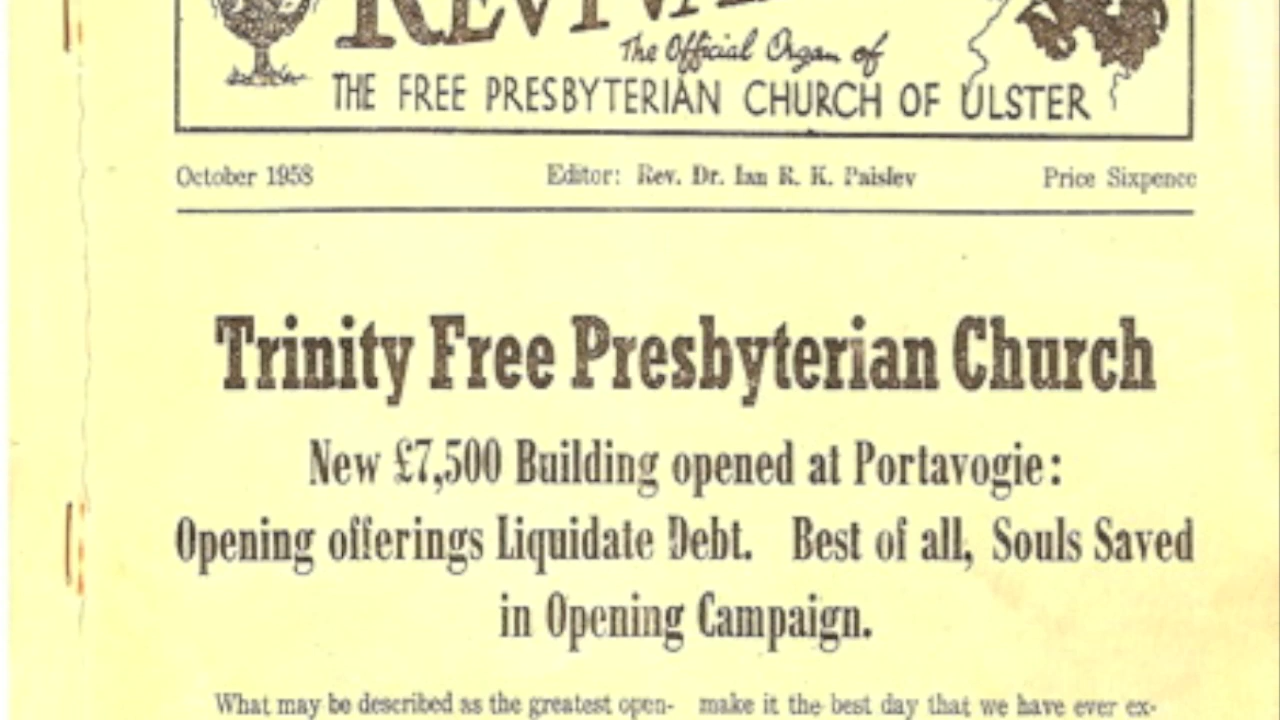 The Official Organ of
THE FREE PRESBYTERIAN CHURCH OF ULSTER
October 1958 Editor: Rev. Dr. Ian R. K. Paisley Price Sixpence
Trinity Free Presbyterian Church
New £7,500 Building opened at Portavogie:
Opening offerings Liquidate Debt. Best of all, Souls Saved
in Opening Campaign.
What may be described as the greatest open-
make it the best day that we have ever ex-